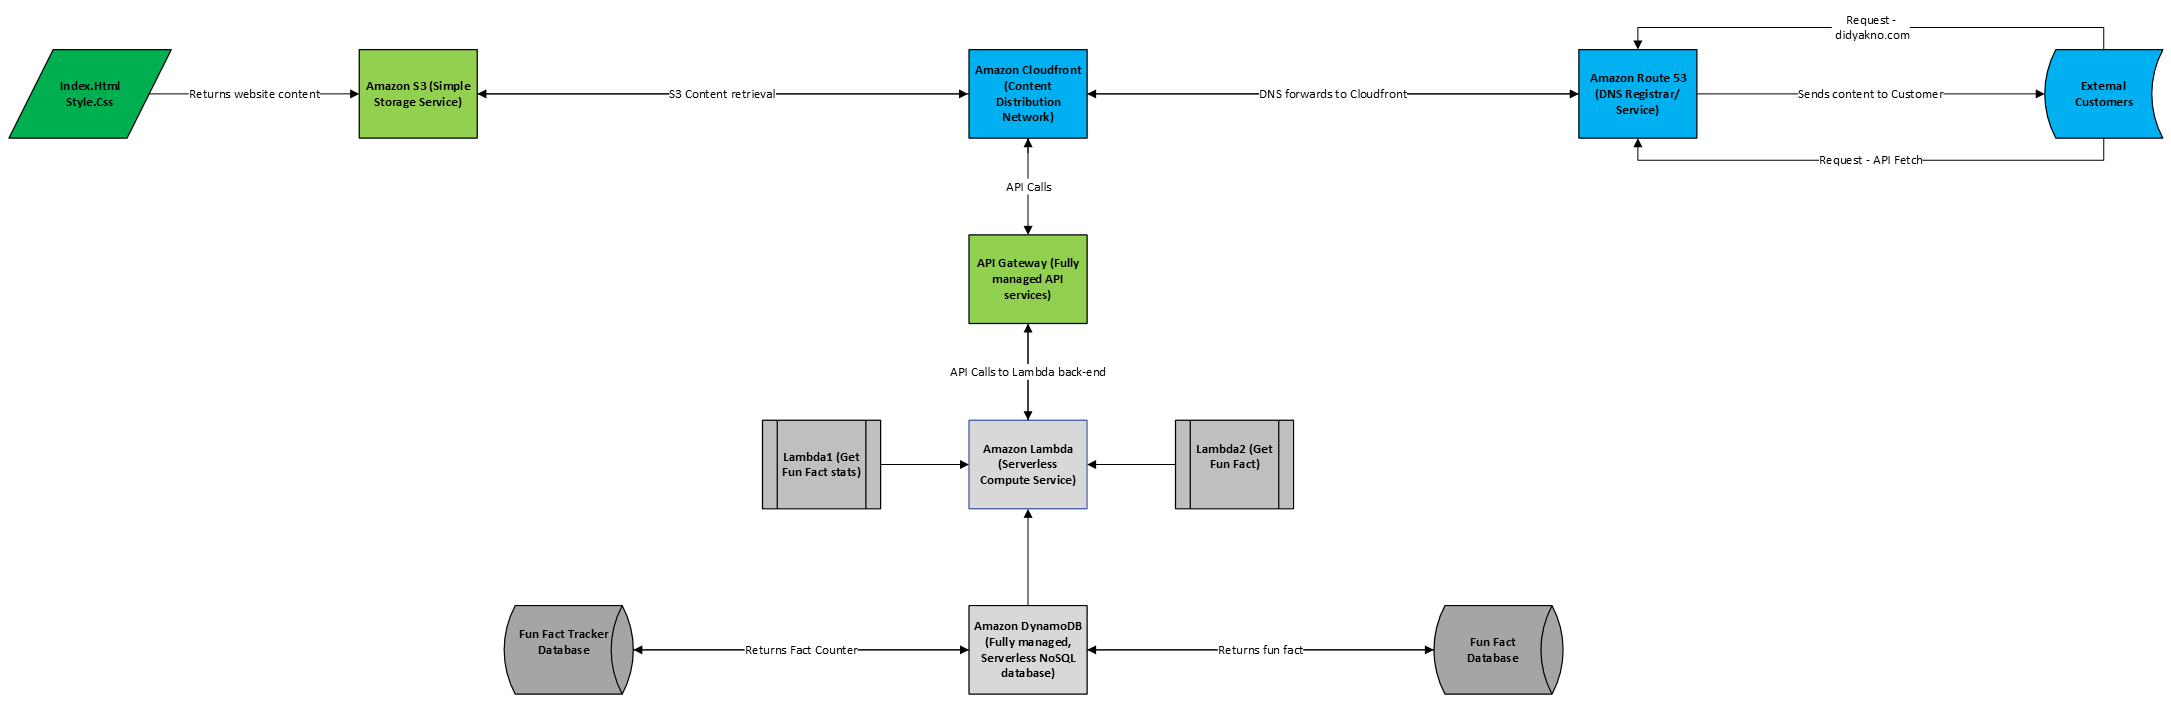 Request -
didyakno.com
Index.Html
Style.Css
Returns website content
Amazon S3 (Simple
Storage Service)
S3 Content retrieval
Amazon Cloudfront
(Content
Distribution
Network)
DNS forwards to Cloudfront
Amazon Route 53
(DNS Registrar/
Service)
Sends content to Customer
External
Customers
Request - API Fetch
API Calls
API Gateway (Fully
managed API
services)
API Calls to Lambda back-end
Lambda1 (Get
Fun Fact stats)
Amazon Lambda
(Serverless
Compute Service)
Lambda2 (Get
Fun Fact)
Fun Fact Tracker
Database
Returns Fact Counter
Amazon DynamoDB
(Fully managed,
Serverless NoSQL
database)
Returns fun fact
Fun Fact
Database